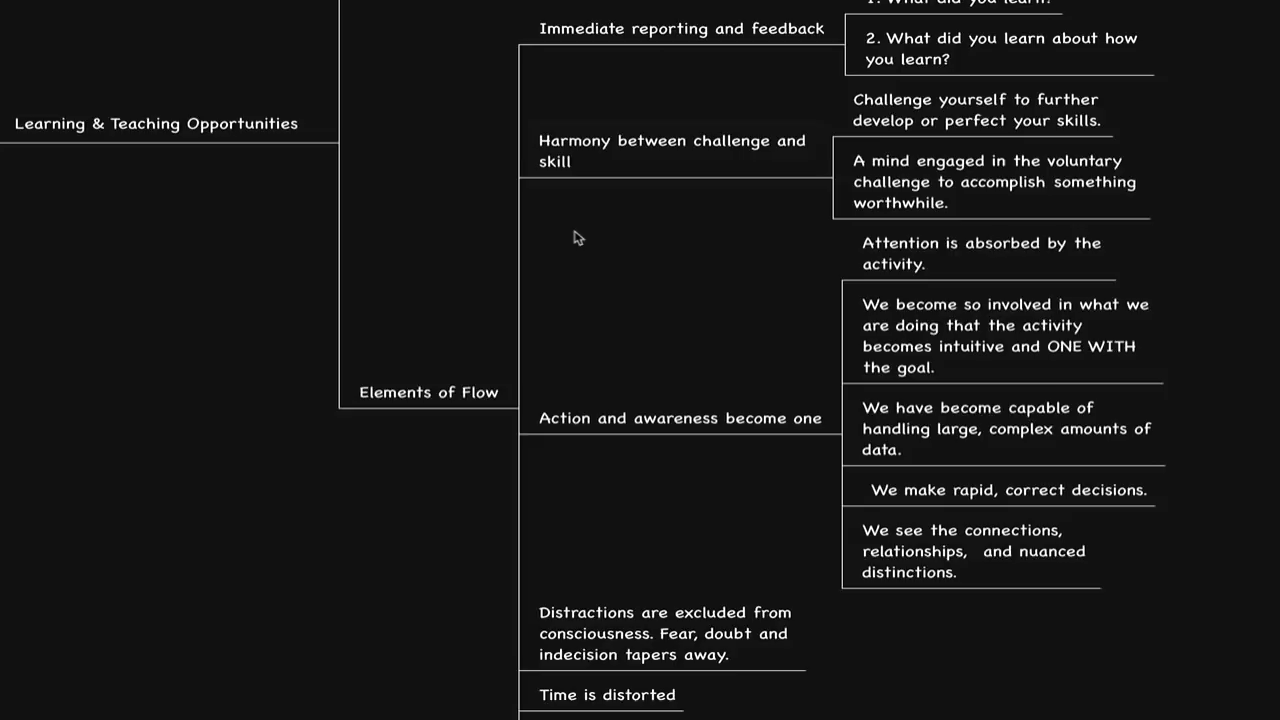 1. What did you learn?
Immediate reporting and feedback
2. What did you learn about how
you learn?
Learning & Teaching Opportunities
Harmony between challenge and
skill
Challenge yourself to further
develop or perfect your skills.
A mind engaged in the voluntary
challenge to accomplish something
worthwhile.
Elements of Flow
Action and awareness become one
Attention is absorbed by the
activity.
We become so involved in what we
are doing that the activity
becomes intuitive and ONE WITH
the goal.
We have become capable of
handling large, complex amounts of
data.
We make rapid, correct decisions.
We see the connections,
relationships,  and nuanced
distinctions.
Distractions are excluded from
consciousness. Fear, doubt and
indecision tapers away.
Time is distorted